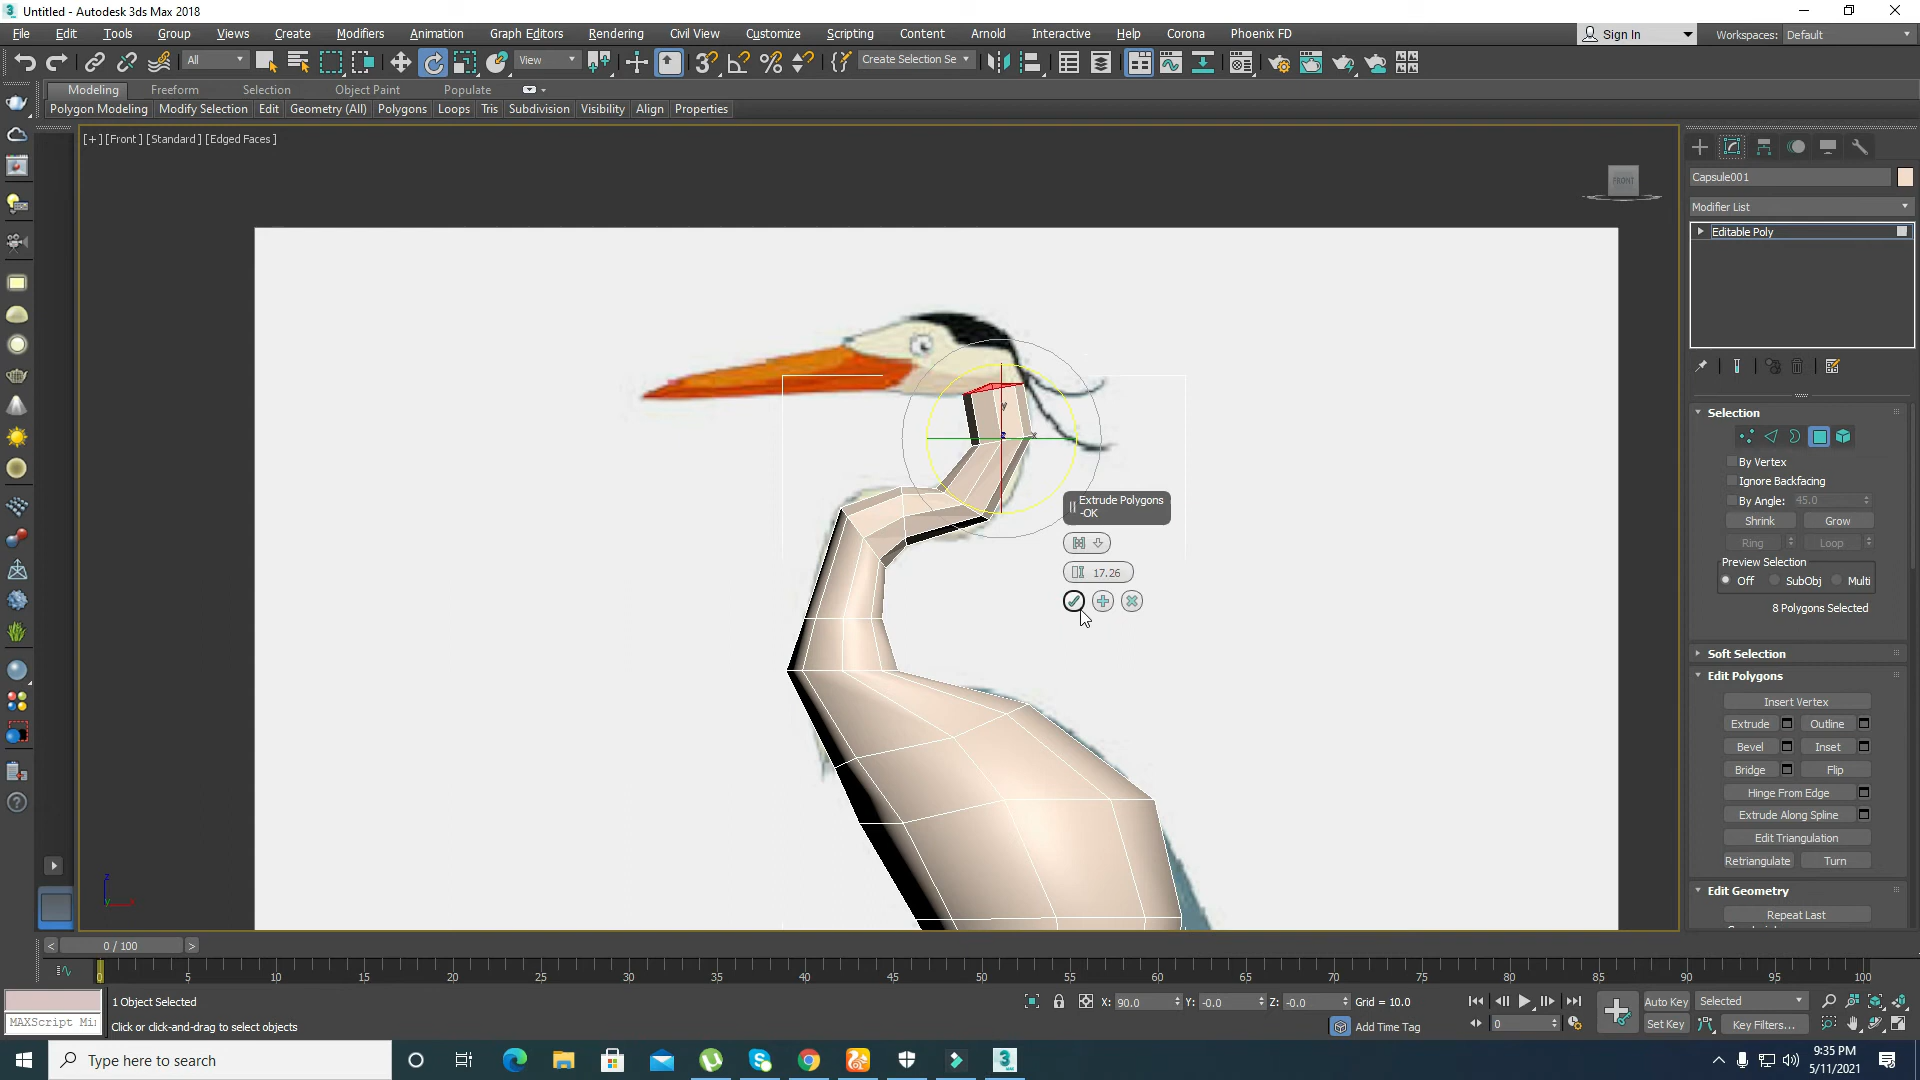 Untitled - Autodesk 3ds Max 2018
File Edit Tools Group Views Create Modifiers Animation Graph Editors Rendering Civil View Customize Scripting Content Arnold Interactive Help Corona Phoenix FD
Sign In Workspaces: Default
All View Create Selection Se
Modeling Freeform Selection Object Paint Populate
Polygon Modeling Modify Selection Edit Geometry (All) Polygons Loops Tris Subdivision Visibility Align Properties
[+] [Front] [Standard] [Edged Faces]
FRONT
Capsule001
Modifier List
Editable Poly
Selection
By Vertex
Ignore Backfacing
By Angle: 45.0
Shrink Grow
Ring Loop
Preview Selection
Off SubObj Multi
8 Polygons Selected
Soft Selection
Edit Polygons
Insert Vertex
Extrude Outline
Bevel Inset
Bridge Flip
Hinge From Edge
Extrude Along Spline
Edit Triangulation
Retriangulate Turn
Edit Geometry
Repeat Last
Extrude Polygons
-OK
17.26
y
x
z
z
y
x
< 0 / 100 >
0 5 10 15 20 25 30 35 40 45 50 55 60 65 70 75 80 85 90 95 100
1 Object Selected X: 90.0 Y: -0.0 Z: -0.0 Grid = 10.0
Auto Key Selected
MAXScript Mi
Click or click-and-drag to select objects
Add Time Tag
0
Set Key Key Filters...
Type here to search
9:35 PM
5/11/2021